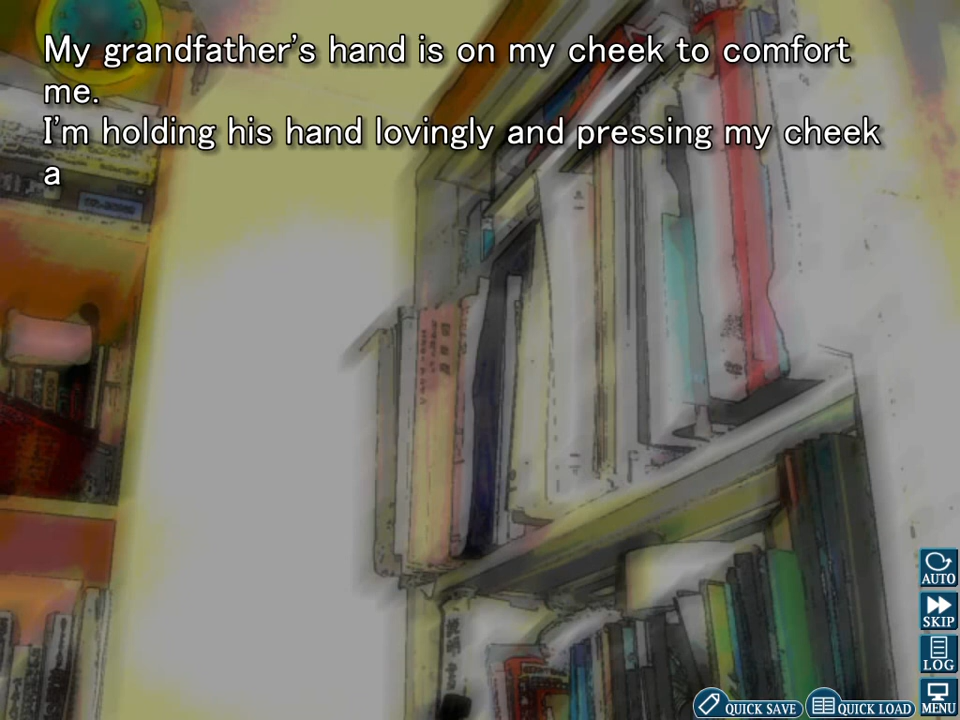 My grandfather's hand is on my cheek to comfort
me.
I'm holding his hand lovingly and pressing my cheek
a
AUTO
SKIP
LOG
MENU
QUICK SAVE
QUICK LOAD